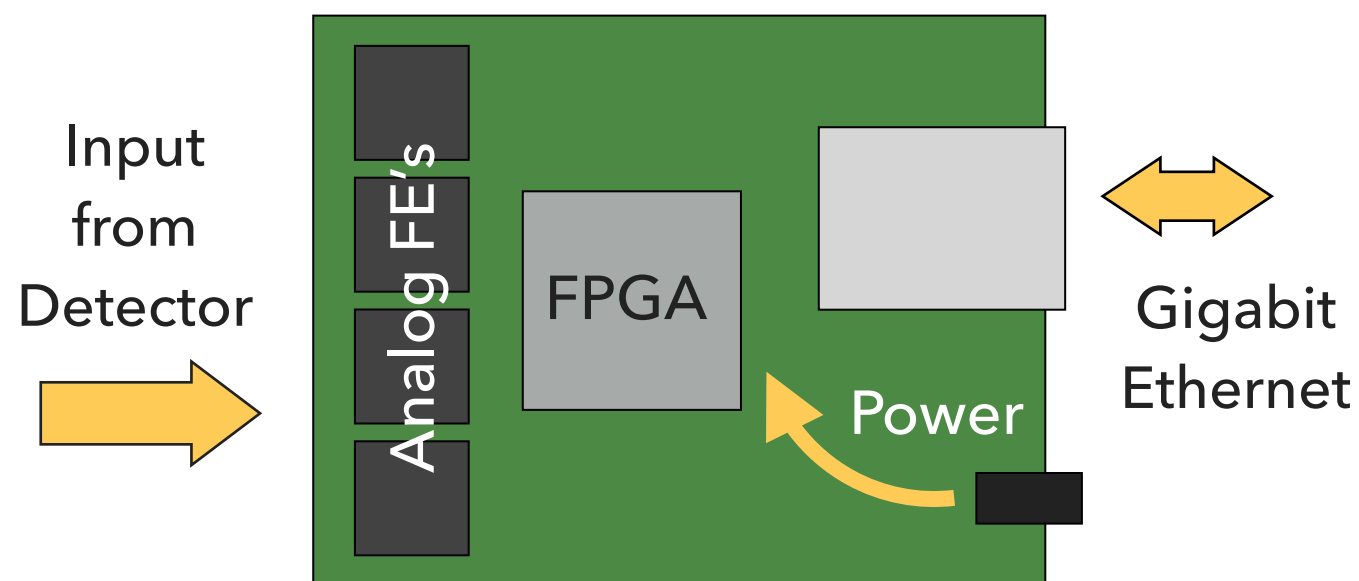 Input
from
Detector
Analog FE's
FPGA
Power
Gigabit
Ethernet